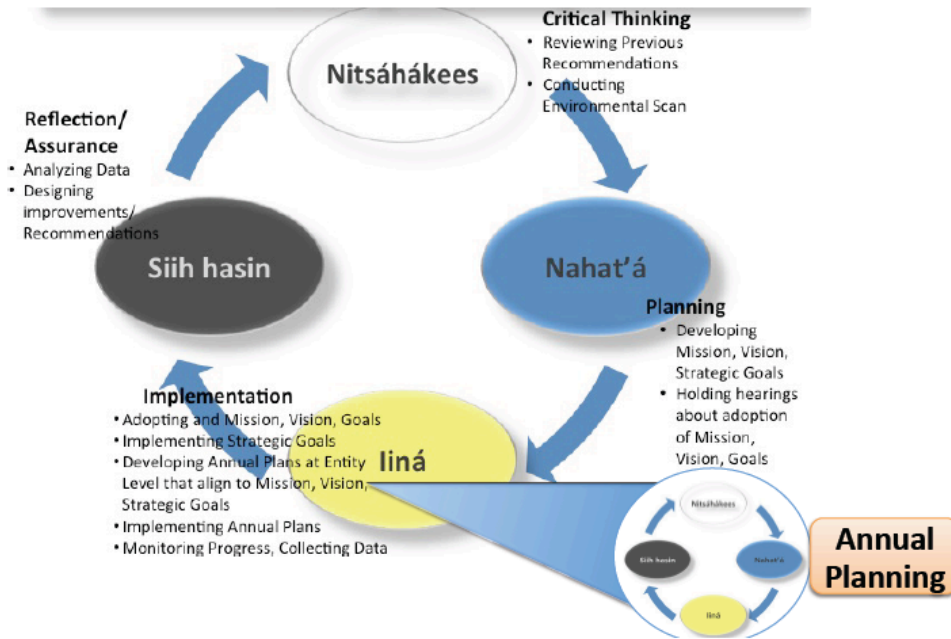 Critical Thinking
• Reviewing Previous
Recommendations
• Conducting
Environmental Scan
Nitsáhákees
Reflection/
Assurance
• Analyzing Data
• Designing
improvements/
Recommendations
Siih hasin
Nahat’á
Planning
• Developing
Mission, Vision,
Strategic Goals
• Holding hearings
about adoption
of Mission,
Vision, Goals
Implementation
• Adopting and Mission, Vision, Goals
• Implementing Strategic Goals
• Developing Annual Plans at Entity
Level that align to Mission, Vision,
Strategic Goals
• Implementing Annual Plans
• Monitoring Progress, Collecting Data
Iiná
Nitsáhákees
Siih hasin
Nahat’á
Iiná
Annual
Planning